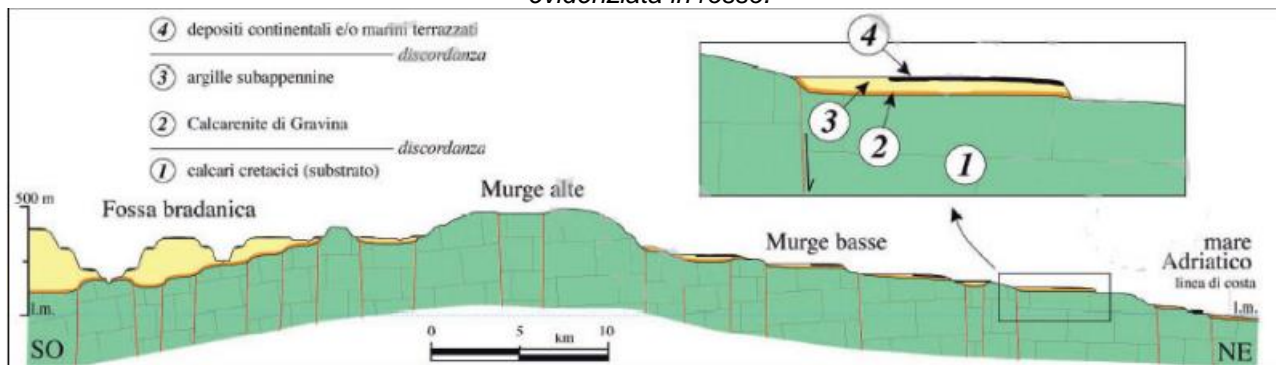 evidenziata in rosso.
4 depositi continentali e/o marini terrazzati
discordanza
3 argille subappennine
2 Calcarenite di Gravina
discordanza
1 calcari cretacici (substrato)
4
3
2
1
500 m
Fossa bradanica
Murge alte
Murge basse
mare
Adriatico
linea di costa
l.m.
l.m.
SO
0 5 10
km
NE